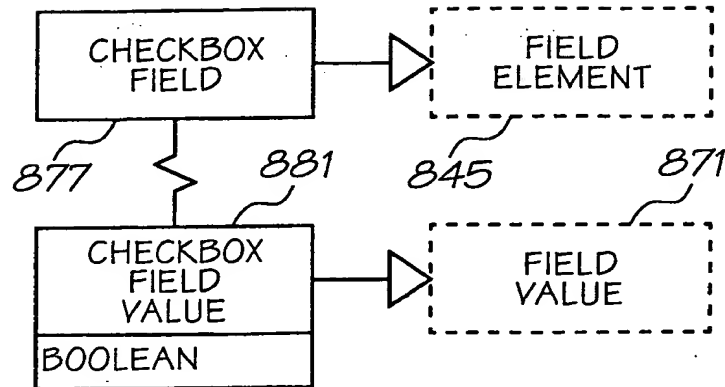 CHECKBOX
FIELD
FIELD
ELEMENT
877
845
881
871
CHECKBOX
FIELD
VALUE
FIELD
VALUE
BOOLEAN